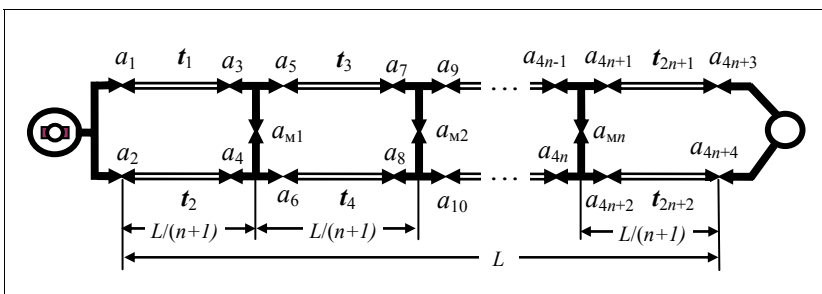 a₁ t₁ a₃ a₅ t₃ a₇ a₉ ... a₄ₙ₋₁ a₄ₙ₊₁ t₂ₙ₊₁ a₄ₙ₊₃
aм₁ aм₂ aмₙ
a₂ a₄ a₈ ... a₄ₙ a₄ₙ₊₄
t₂ a₆ t₄ a₁₀ a₄ₙ₊₂ t₂ₙ₊₂
L/(n+1) L/(n+1) L/(n+1)
L